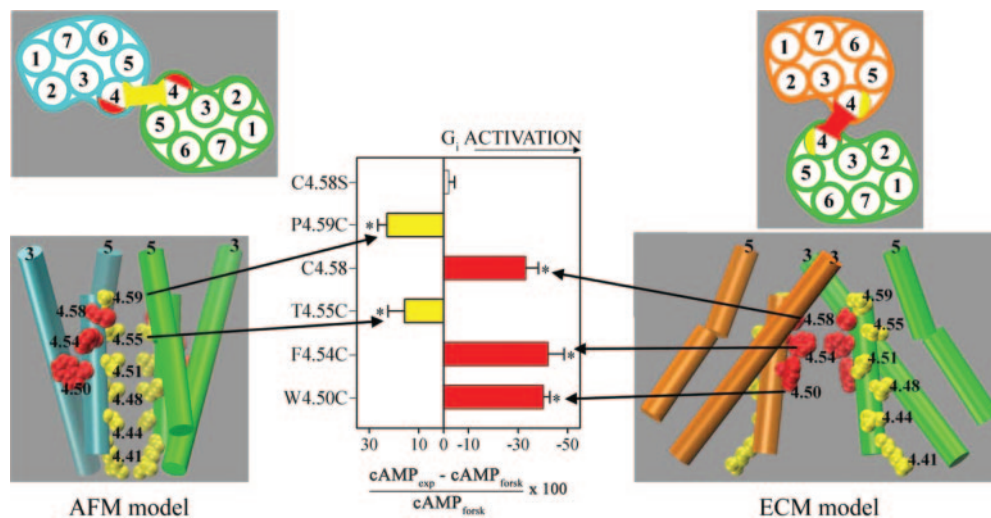 1 7 6 5 2 3 4
4 3 2 5 1 6 7
1 7 6 2 3 5 4
4 5 3 2 6 7 1
Gi ACTIVATION
C4.58S
P4.59C
C4.58
T4.55C
F4.54C
W4.50C
*
*
*
*
*
30 10 0 -10 -30 -50
cAMPexp - cAMPforsk x 100
cAMPforsk
3 5 5 3
4.59
4.58
4.55
4.54
4.51
4.50
4.48
4.44
4.41
AFM model
5 3 3 5
4.59
4.58
4.55
4.54
4.51
4.50
4.48
4.44
4.41
ECM model